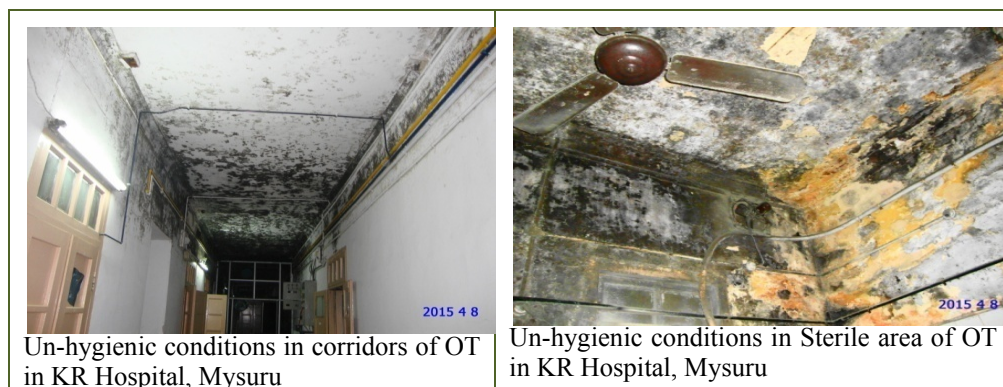 2015 4 8
Un-hygienic conditions in corridors of OT
in KR Hospital, Mysuru
2015 4 8
Un-hygienic conditions in Sterile area of OT
in KR Hospital, Mysuru